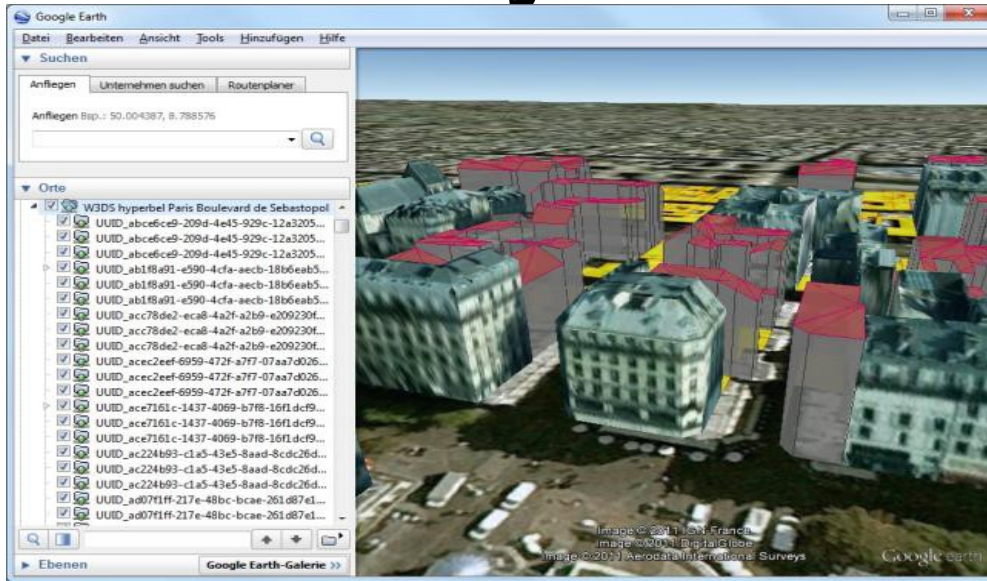 Google Earth
Datei Bearbeiten Ansicht Tools Hinzufügen Hilfe
Suchen
Anfliegen Unternehmen suchen Routenplaner
Anfliegen Bsp.: 50.004387, 8.788576
Orte
W3DS hyperbel Paris Boulevard de Sebastopol
UUID_abce6ce9-209d-4e45-929c-12a3205...
UUID_abce6ce9-209d-4e45-929c-12a3205...
UUID_abce6ce9-209d-4e45-929c-12a3205...
UUID_ab1f8a91-e590-4cfa-aecb-18b6eab5...
UUID_ab1f8a91-e590-4cfa-aecb-18b6eab5...
UUID_ab1f8a91-e590-4cfa-aecb-18b6eab5...
UUID_acc78de2-eca8-4a2f-a2b9-e209230f...
UUID_acc78de2-eca8-4a2f-a2b9-e209230f...
UUID_acc78de2-eca8-4a2f-a2b9-e209230f...
UUID_acec2eef-6959-472f-a7f7-07aa7d026...
UUID_acec2eef-6959-472f-a7f7-07aa7d026...
UUID_acec2eef-6959-472f-a7f7-07aa7d026...
UUID_ace7161c-1437-4069-b7f8-16f1dcf9...
UUID_ace7161c-1437-4069-b7f8-16f1dcf9...
UUID_ace7161c-1437-4069-b7f8-16f1dcf9...
UUID_ac224b93-c1a5-43e5-8aad-8cdc26d...
UUID_ac224b93-c1a5-43e5-8aad-8cdc26d...
UUID_ac224b93-c1a5-43e5-8aad-8cdc26d...
UUID_ad07f1ff-217e-48bc-bcae-261d87e1...
UUID_ad07f1ff-217e-48bc-bcae-261d87e1...
Ebenen Google Earth-Galerie >>
Image © 2011 IGN France
Image © 2011 DigitalGlobe
Image © 2011 Aerodata International Surveys
Google earth